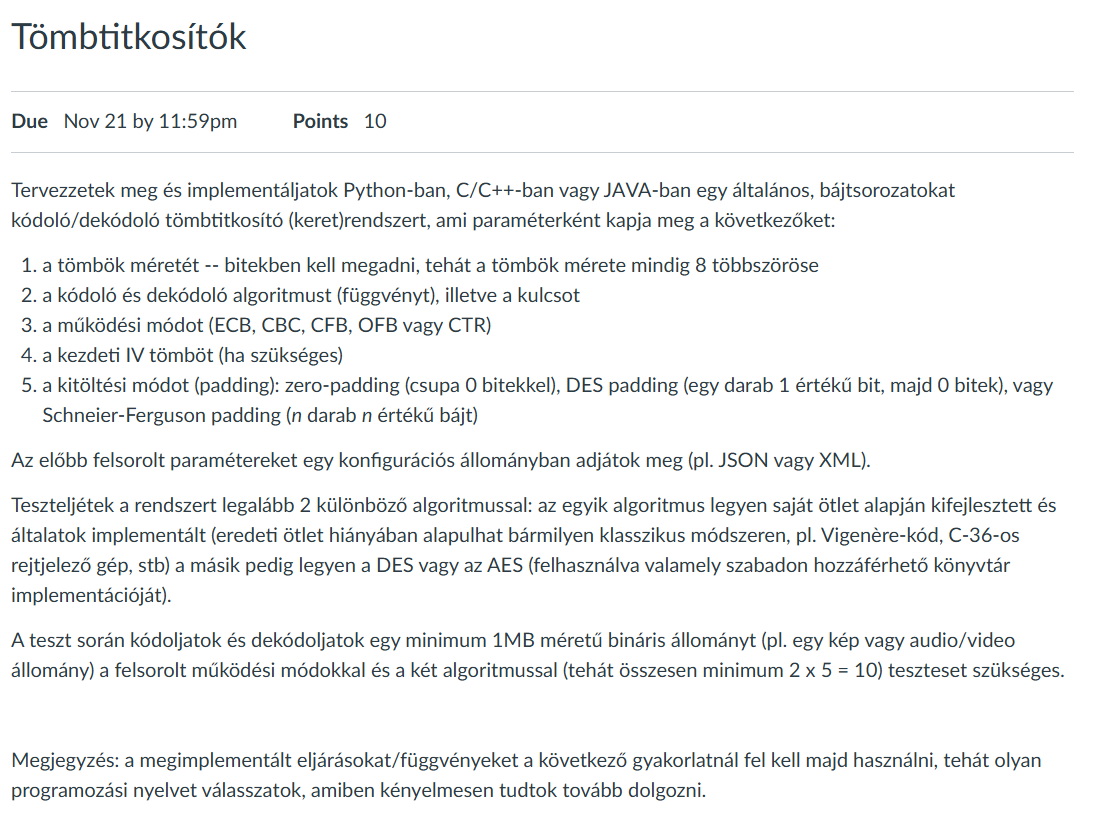 Tömbtitkosítók
Due Nov 21 by 11:59pm Points 10
Tervezzetek meg és implementáljatok Python-ban, C/C++-ban vagy JAVA-ban egy általános, bájtsorozatokat
kódoló/dekódoló tömbtitkosító (keret)rendszert, ami paraméterként kapja meg a következőket:
1. a tömbök méretét -- bitekben kell megadni, tehát a tömbök mérete mindig 8 többszöröse
2. a kódoló és dekódoló algoritmust (függvényt), illetve a kulcsot
3. a működési módot (ECB, CBC, CFB, OFB vagy CTR)
4. a kezdeti IV tömböt (ha szükséges)
5. a kitöltési módot (padding): zero-padding (csupa 0 bitekkel), DES padding (egy darab 1 értékű bit, majd 0 bitek), vagy
Schneier-Ferguson padding (n darab n értékű bájt)
Az előbb felsorolt paramétereket egy konfigurációs állományban adjátok meg (pl. JSON vagy XML).
Teszteljétek a rendszert legalább 2 különböző algoritmussal: az egyik algoritmus legyen saját ötlet alapján kifejlesztett és
általatok implementált (eredeti ötlet hiányában alapulhat bármilyen klasszikus módszeren, pl. Vigenère-kód, C-36-os
rejtjelező gép, stb) a másik pedig legyen a DES vagy az AES (felhasználva valamely szabadon hozzáférhető könyvtár
implementációját).
A teszt során kódoljatok és dekódoljatok egy minimum 1MB méretű bináris állományt (pl. egy kép vagy audio/video
állomány) a felsorolt működési módokkal és a két algoritmussal (tehát összesen minimum 2 x 5 = 10) teszteset szükséges.
Megjegyzés: a megimplementált eljárásokat/függvényeket a következő gyakorlatnál fel kell majd használni, tehát olyan
programozási nyelvet válasszatok, amiben kényelmesen tudtok tovább dolgozni.